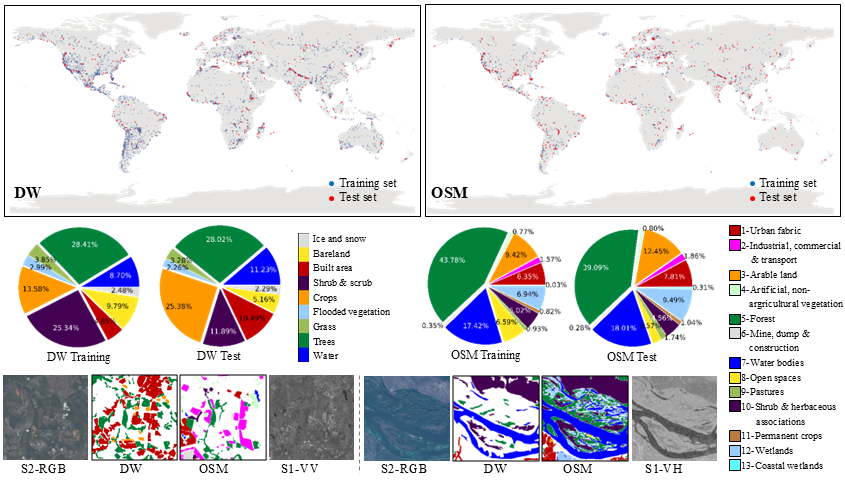 DW
Training set
Test set
OSM
Training set
Test set
28.41%
3.85%
2.99%
13.58%
25.34%
9.79%
2.48%
8.70%
DW Training
28.02%
3.28%
2.26%
25.38%
11.89%
10.49%
5.16%
2.29%
11.23%
DW Test
Ice and snow
Bareland
Built area
Shrub & scrub
Crops
Flooded vegetation
Grass
Trees
Water
0.77%
9.42%
1.57%
6.35%
0.03%
6.94%
0.82%
6.02%
0.93%
6.59%
17.42%
0.35%
43.78%
OSM Training
0.80%
12.45%
1.86%
7.81%
0.31%
9.49%
1.04%
1.74%
18.01%
0.28%
39.09%
OSM Test
1-Urban fabric
2-Industrial, commercial
& transport
3-Arable land
4-Artificial, non-
argricultural vegetation
5-Forest
6-Mine, dump &
construction
7-Water bodies
8-Open spaces
9-Pastures
10-Shrub & herbaceous
associations
11-Permanent crops
12-Wetlands
13-Coastal wetlands
S2-RGB
DW
OSM
S1-VV
S2-RGB
DW
OSM
S1-VH